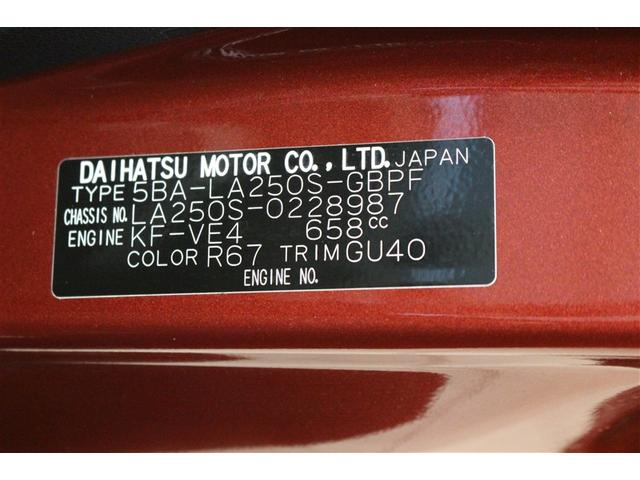 DAIHATSU MOTOR CO.,LTD. JAPAN
TYPE 5BA-LA250S-GBPF
CHASSIS NO. LA250S-0228987
ENGINE KF-VE4 658cc
COLOR R67 TRIM GU40
ENGINE NO.